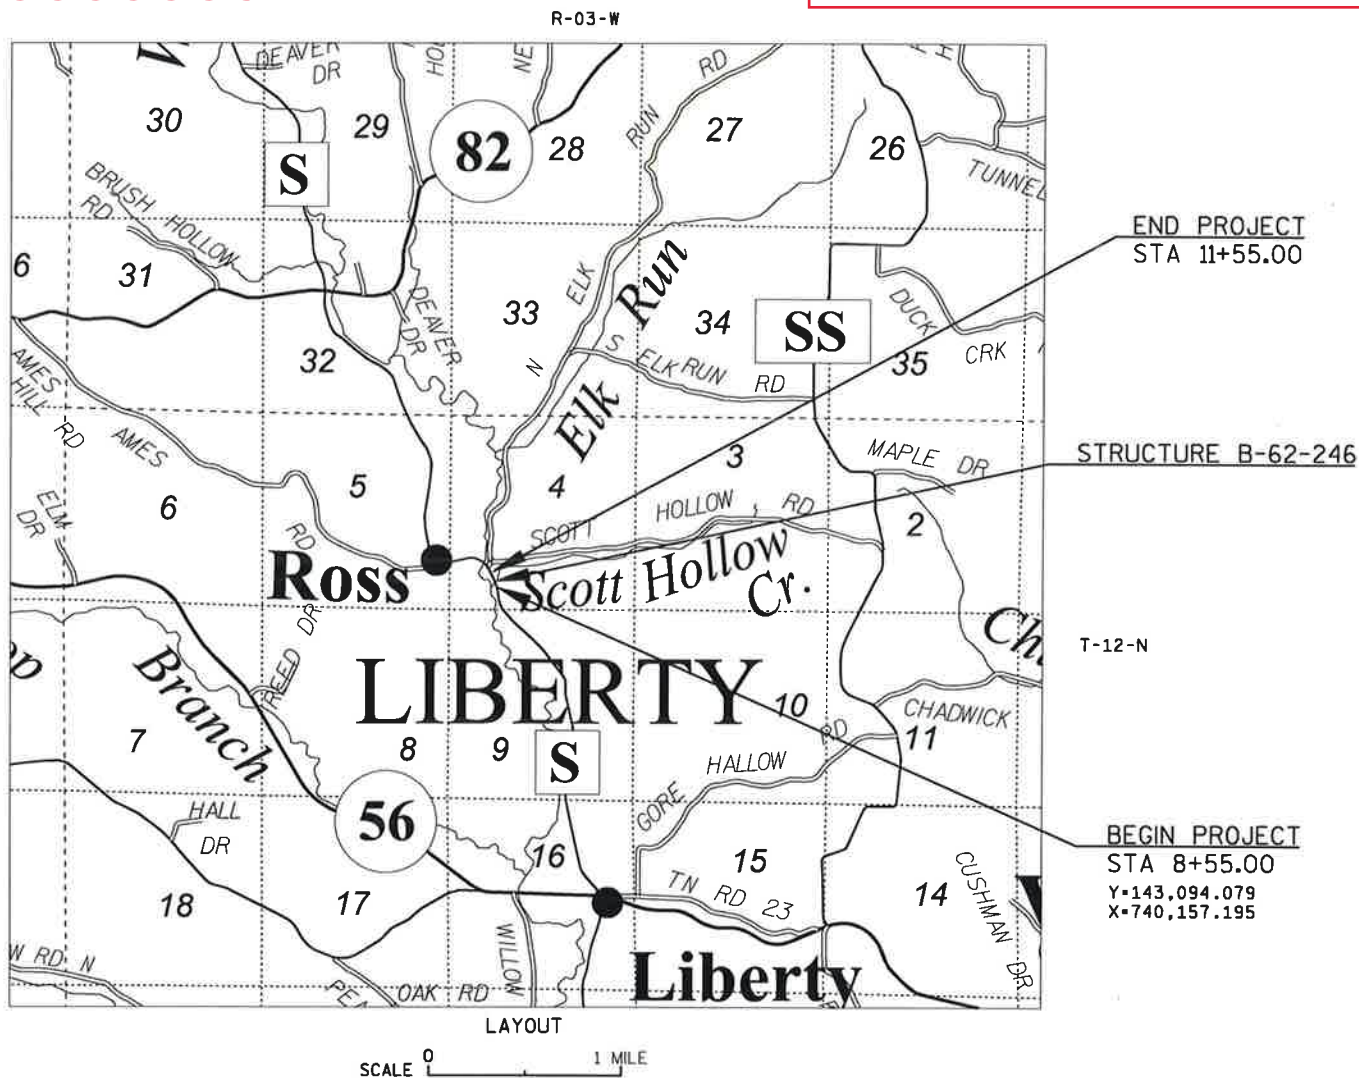 R-03-W
DEAVER
DR
30
29
82
28
27
RUN
RD
26
TUNNEL
S
BRUSH HOLLOW
RD
6
31
33
ELK
N
Run
34
SS
DUCK
CRK
35
END PROJECT
STA 11+55.00
DEAVER
DR
32
S ELK RUN RD
Elk
AMES
HILL
RD
AMES
RD
5
6
4
3
MAPLE DR
2
STRUCTURE B-62-246
ELM
DR
SCOTT HOLLOW RD
Ross
Scott Hollow
Cr.
REED DR
T-12-N
Branch
LIBERTY
10
CHADWICK
11
7
8
9
S
GORE HALLOW RD
56
HALL
DR
16
15
BEGIN PROJECT
STA 8+55.00
Y=143,094.079
X=740,157.195
TN RD 23
14
CUSHMAN DR
18
17
W RD N
WILLOW
OAK RD
Liberty
LAYOUT
SCALE 0 1 MILE